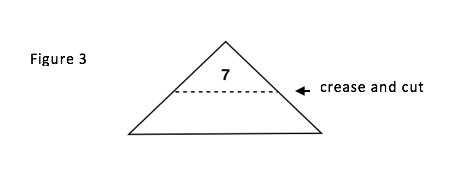 Figure 3
7
crease and cut